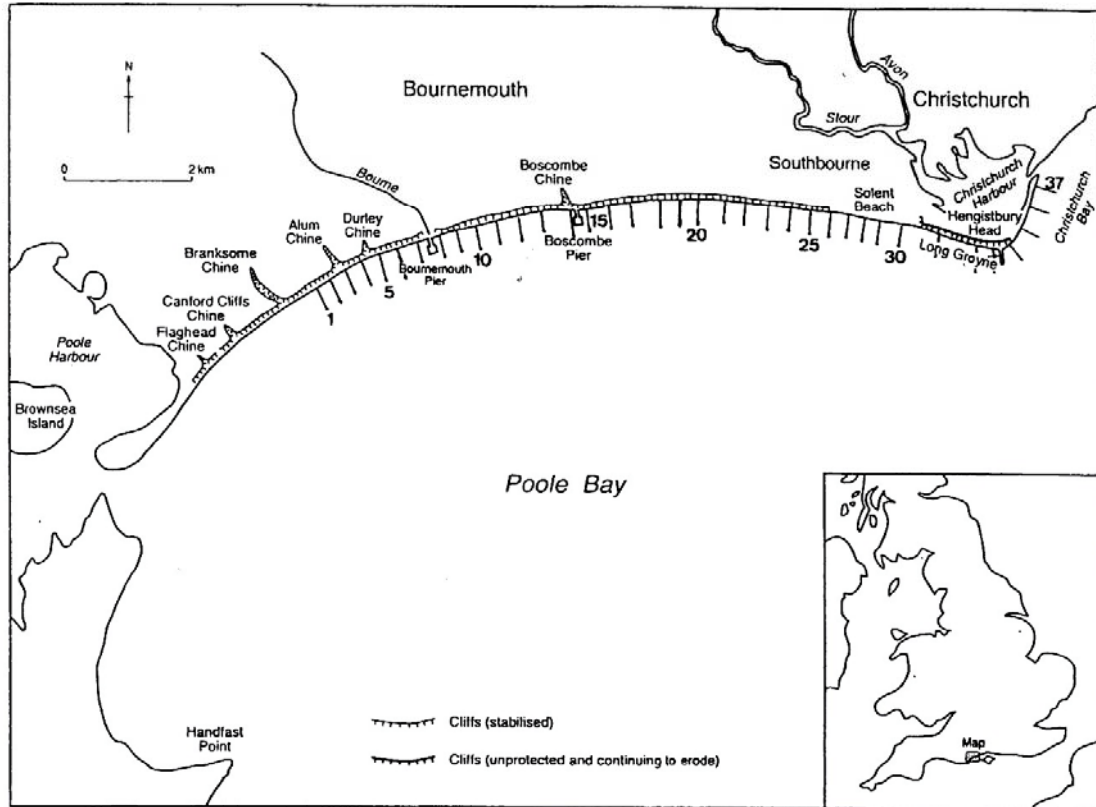 N
0
2 km
Bournemouth
Bourne
Avon
Slour
Christchurch
Southbourne
Boscombe
Chine
Solent
Beach
Christchurch
Harbour
Hengistbury
Head
Long Groyne
37
Christchurch
Bay
Durley
Chine
Alum
Chine
Branksome
Chine
Canford Cliffs
Chine
Flaghead
Chine
Bournemouth
Pier
Boscombe
Pier
1
5
10
15
20
25
30
Poole
Harbour
Brownsea
Island
Poole Bay
Handfast
Point
Cliffs (stabilised)
Cliffs (unprotected and continuing to erode)
Map